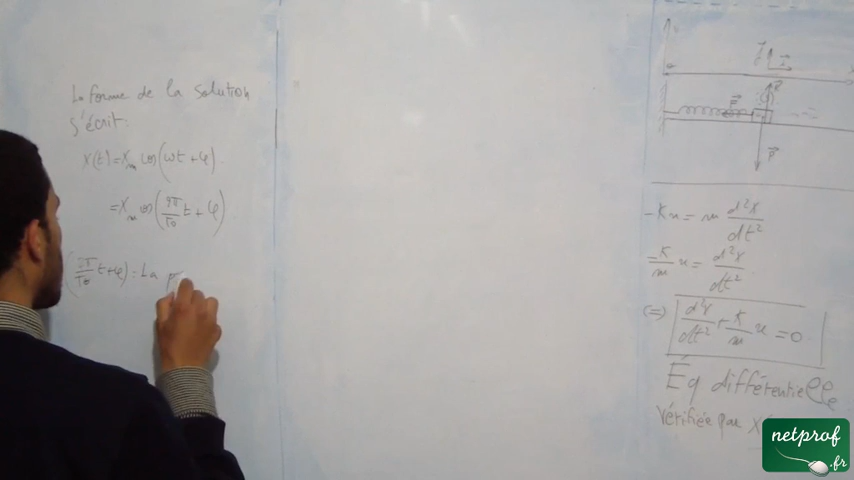 La forme de la solution
s'écrit:
X(t) = Xm cos(ωt + φ).
= Xm cos(2π/T0 t + φ).
(2π/T0 t + φ): La p
F
R
P
-Kx = m d²x/dt²
-K/m x = d²x/dt²
(=) d²x/dt² + K/m x = 0
Éq différentielle
Vérifiée par X
netprof
.fr